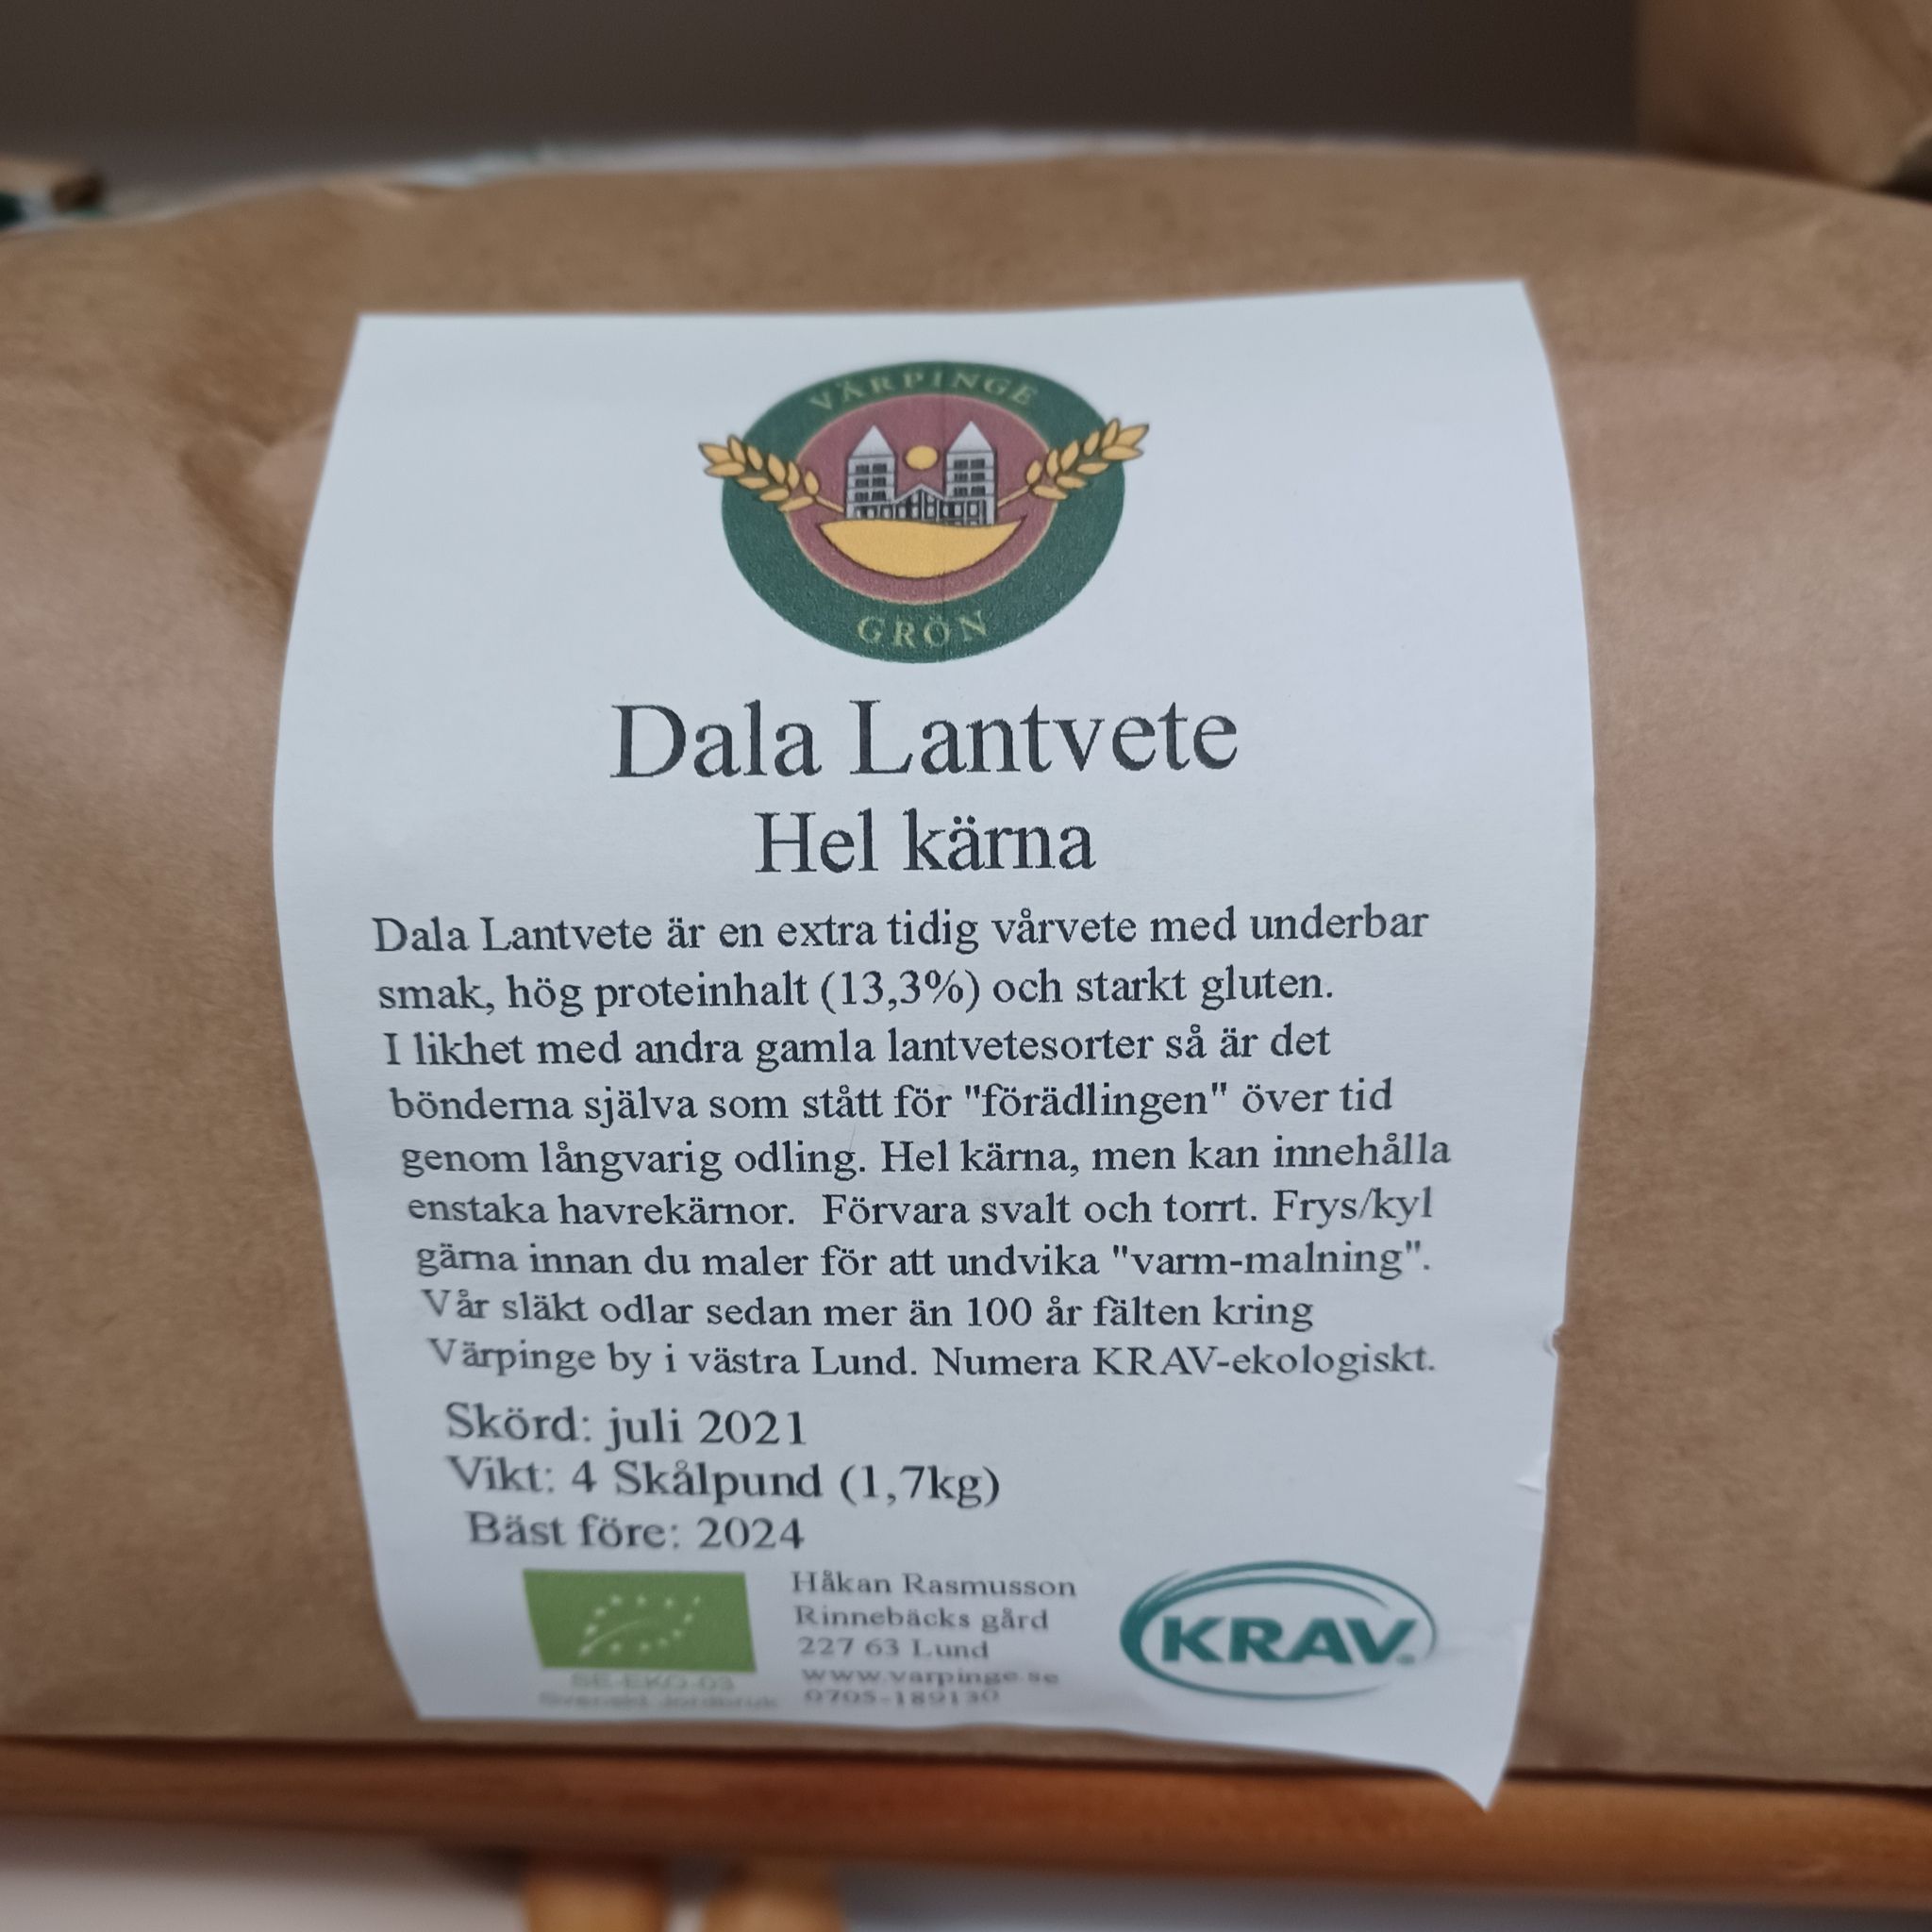 VÄRPINGE
GRÖN
Dala Lantvete
Hel kärna
Dala Lantvete är en extra tidig vårvete med underbar
smak, hög proteinhalt (13,3%) och starkt gluten.
I likhet med andra gamla lantvetesorter så är det
bönderna själva som stått för "förädlingen" över tid
genom långvarig odling. Hel kärna, men kan innehålla
enstaka havrekärnor. Förvara svalt och torrt. Frys/kyl
gärna innan du maler för att undvika "varm-malning".
Vår släkt odlar sedan mer än 100 år fälten kring
Värpinge by i västra Lund. Numera KRAV-ekologiskt.
Skörd: juli 2021
Vikt: 4 Skålpund (1,7kg)
Bäst före: 2024
SE-EKO-03
Svenskt Jordbruk
Håkan Rasmusson
Rinnebäcks gård
227 63 Lund
www.varpinge.se
0705-189130
KRAV